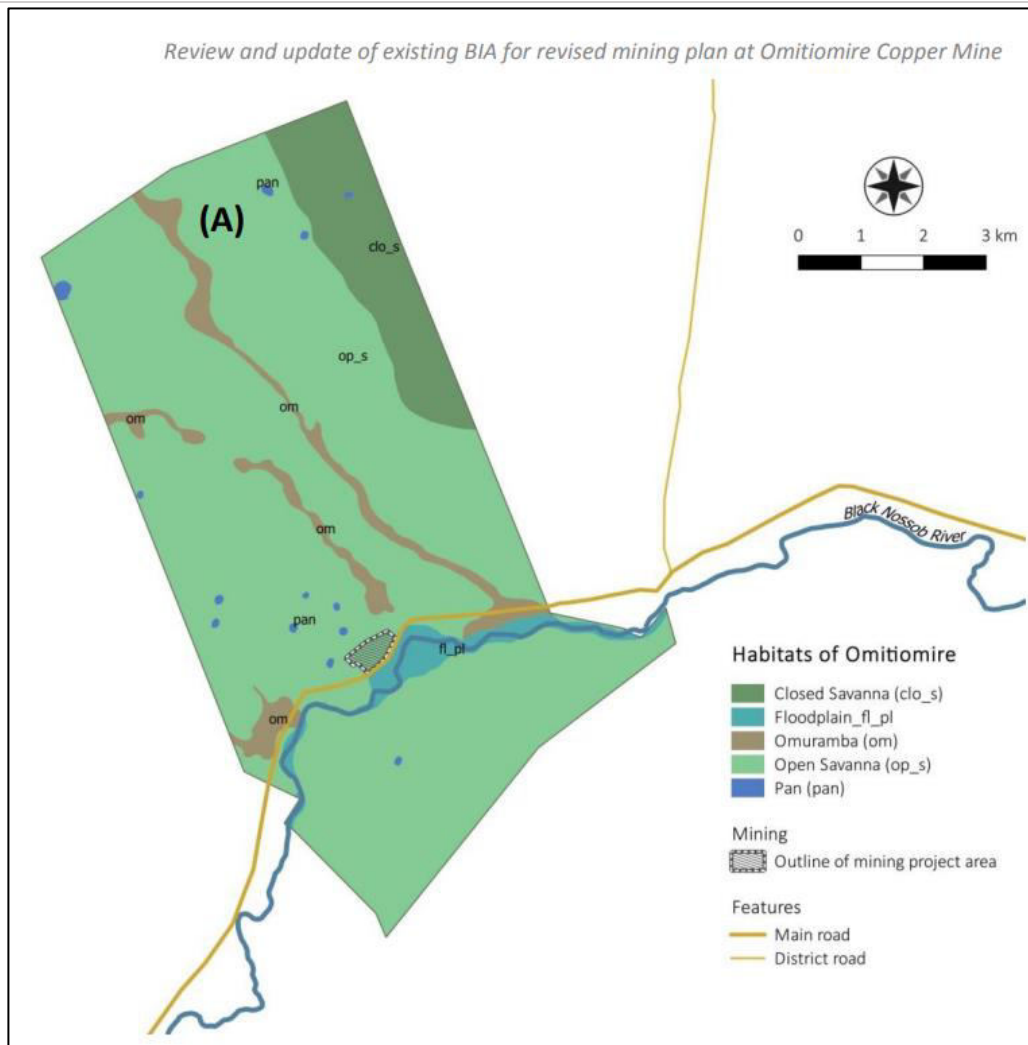 Review and update of existing BIA for revised mining plan at Omitiomire Copper Mine
pan
(A)
clo_s
0 1 2 3 km
op_s
om
om
om
Black Nossob River
pan
fl_pl
om
Habitats of Omitiomire
Closed Savanna (clo_s)
Floodplain_fl_pl
Omuramba (om)
Open Savanna (op_s)
Pan (pan)
Mining
Outline of mining project area
Features
Main road
District road